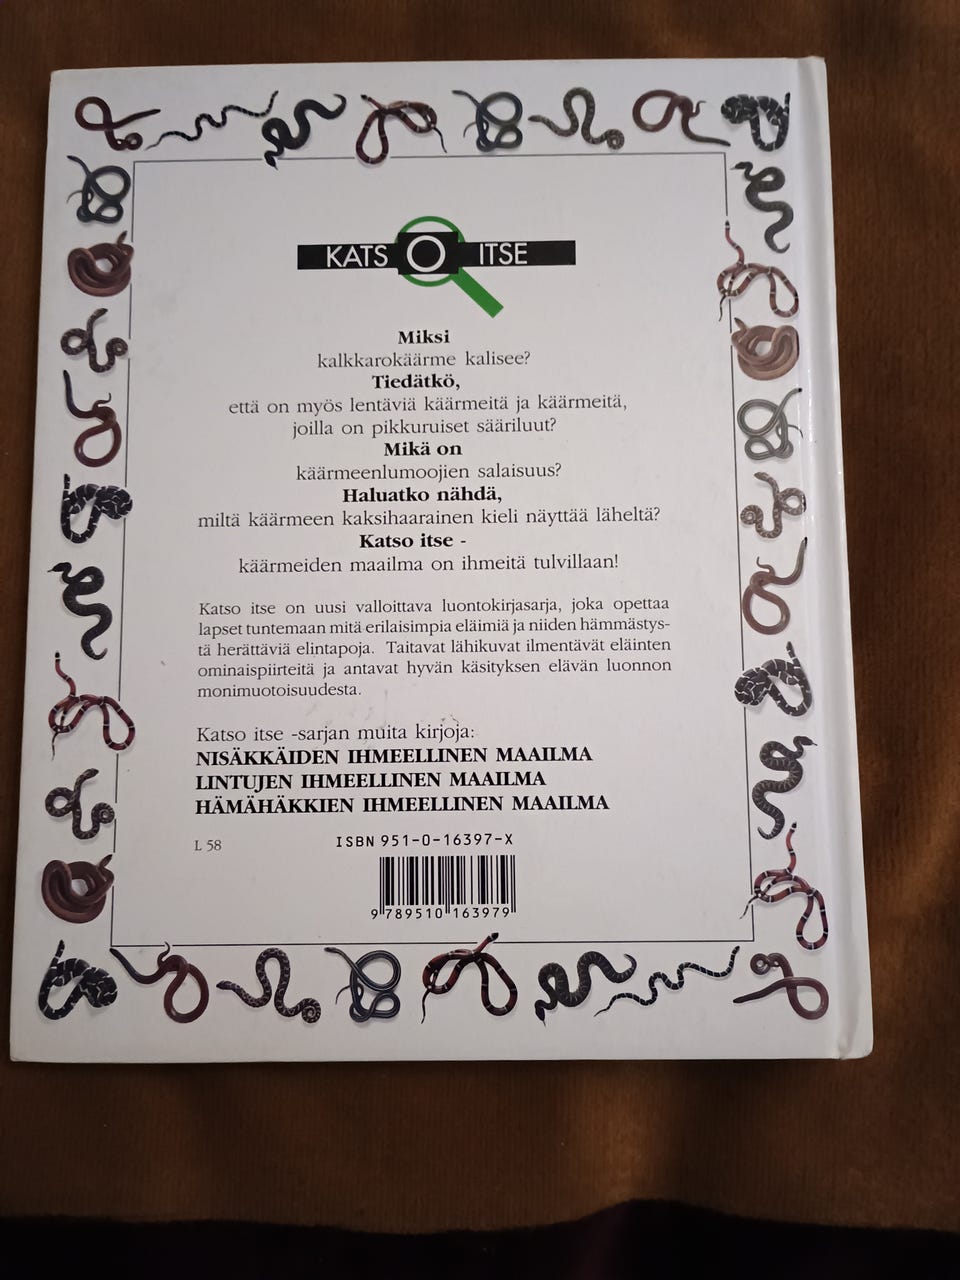 KATSO ITSE
Miksi
kalkkarokäärme kalisee?
Tiedätkö,
että on myös lentäviä käärmeitä ja käärmeitä,
joilla on pikkuruiset sääriluut?
Mikä on
käärmeenlumoojien salaisuus?
Haluatko nähdä,
miltä käärmeen kaksihaarainen kieli näyttää läheltä?
Katso itse -
käärmeiden maailma on ihmeitä tulvillaan!
Katso itse on uusi valloittava luontokirjasarja, joka opettaa
lapset tuntemaan mitä erilaisimpia eläimiä ja niiden hämmästys-
tä herättäviä elintapoja. Taitavat lähikuvat ilmentävät eläinten
ominaispiirteitä ja antavat hyvän käsityksen elävän luonnon
monimuotoisuudesta.
Katso itse -sarjan muita kirjoja:
NISÄKKÄIDEN IHMEELLINEN MAAILMA
LINTUJEN IHMEELLINEN MAAILMA
HÄMÄHÄKKIEN IHMEELLINEN MAAILMA
L 58
ISBN 951-0-16397-X
9 789510 163979